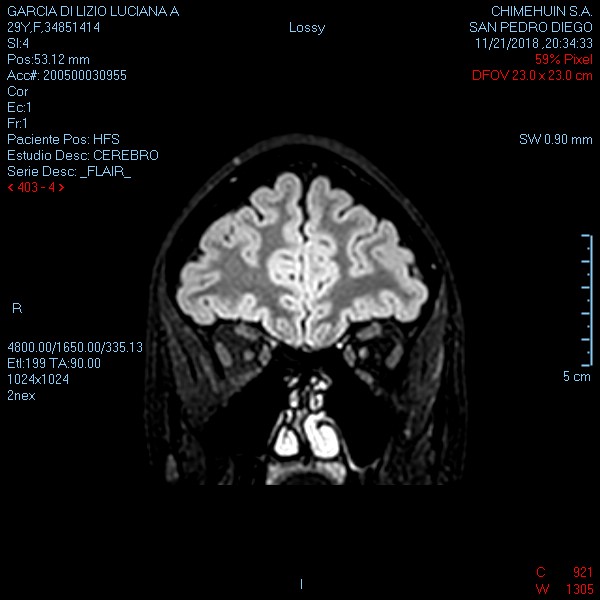 GARCIA DI LIZIO LUCIANA A
29Y,F,34851414
Sl:4
Pos:53.12 mm
Acc#: 200500030955
Cor
Ec:1
Fr:1
Paciente Pos: HFS
Estudio Desc: CEREBRO
Serie Desc: _FLAIR_
< 403 - 4 >
Lossy
CHIMEHUIN S.A.
SAN PEDRO DIEGO
11/21/2018 ,20:34:33
59% Pixel
DFOV 23.0 x 23.0 cm
SW 0.90 mm
R
4800.00/1650.00/335.13
Etl:199 TA:90.00
1024x1024
2nex
5 cm
I
C 921
W 1305